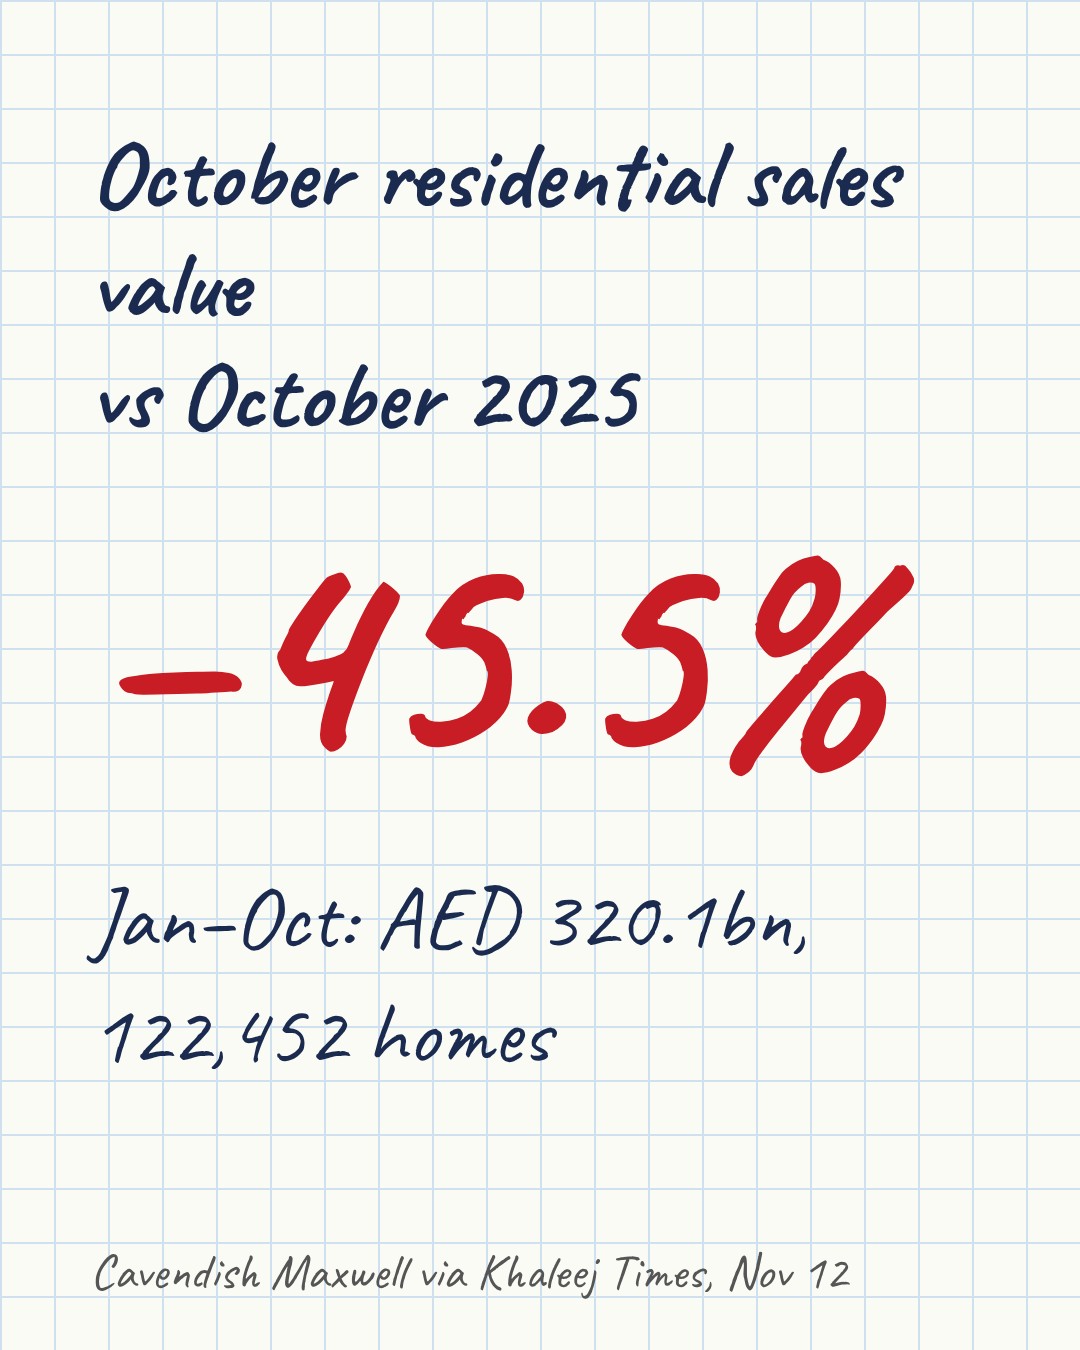 October residential sales
value
vs October 2025
–45.5%
Jan–Oct: AED 320.1bn,
122,452 homes
Cavendish Maxwell via Khaleej Times, Nov 12